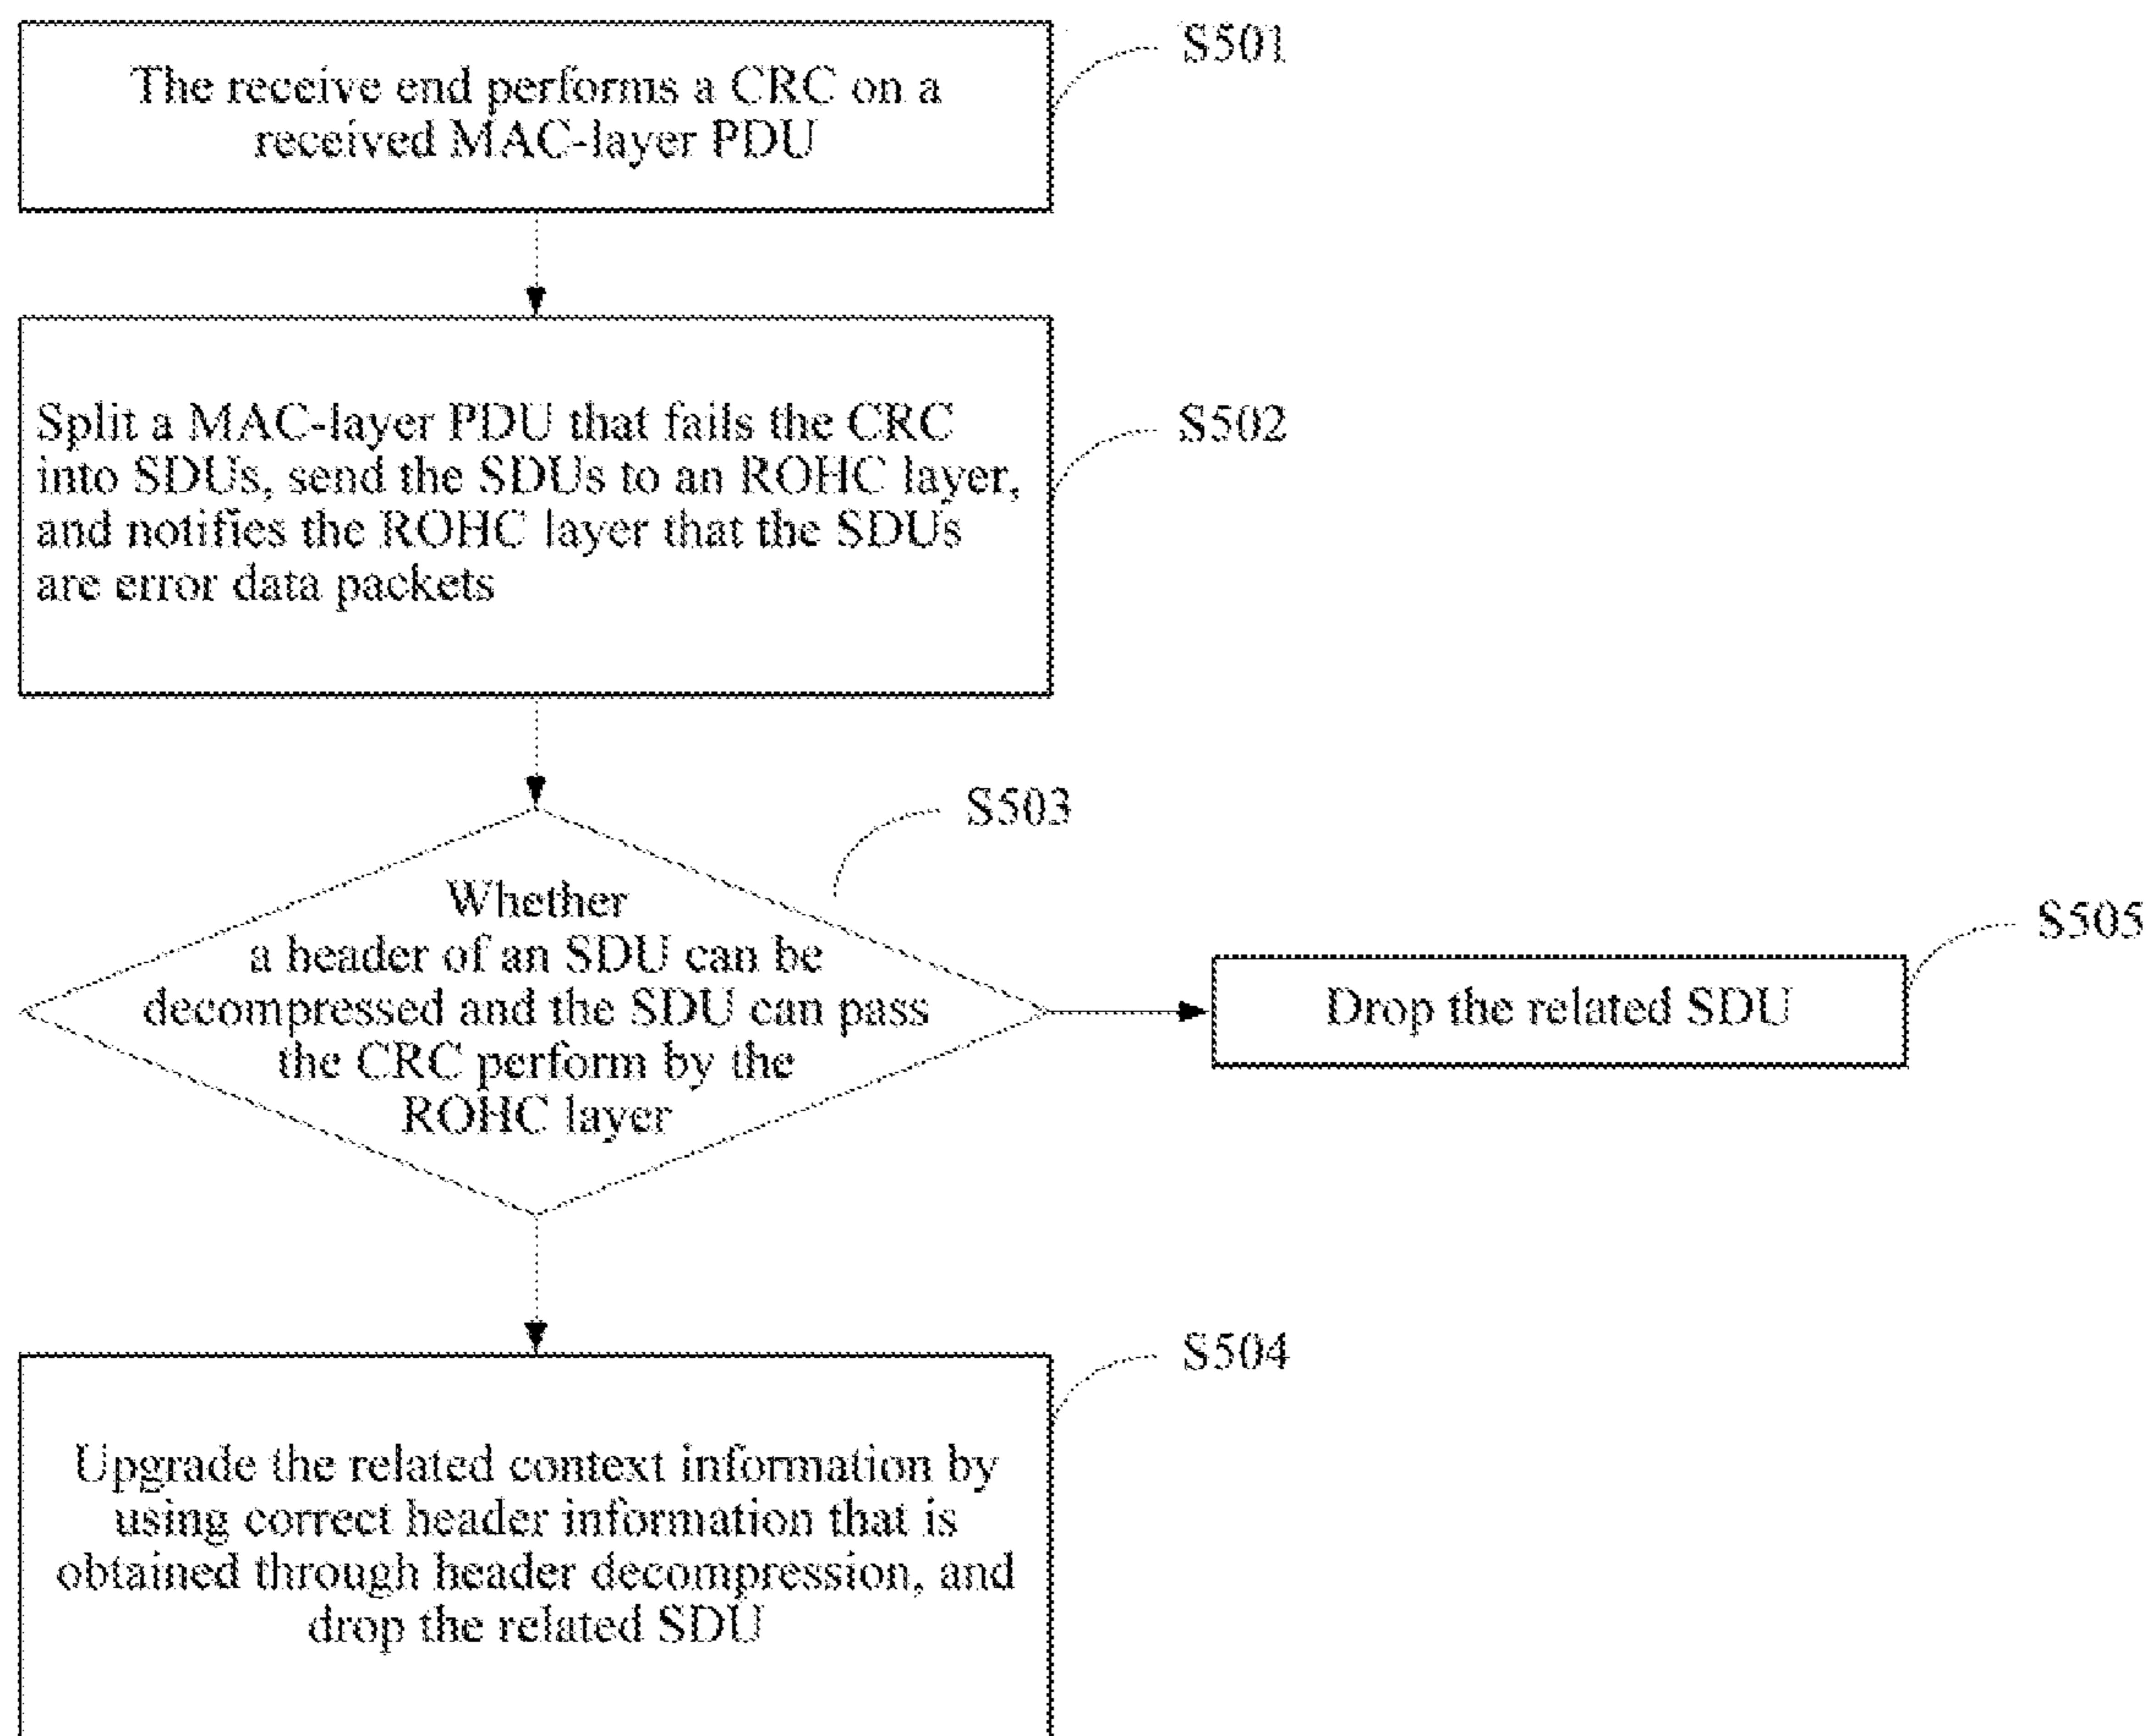 The receive end performs a CRC on a
received MAC-layer PDU
S501
Split a MAC-layer PDU that fails the CRC
into SDUs, send the SDUs to an ROHC layer,
and notifies the ROHC layer that the SDUs
are error data packets
S502
S503
Whether
a header of an SDU can be
decompressed and the SDU can pass
the CRC perform by the
ROHC layer
S505
Drop the related SDU
S504
Upgrade the related context information by
using correct header information that is
obtained through header decompression, and
drop the related SDU